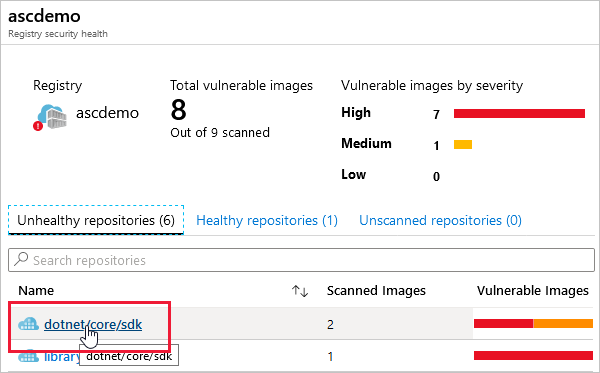 ascdemo
Registry security health
Registry
ascdemo
Total vulnerable images
8
Out of 9 scanned
Vulnerable images by severity
High 7
Medium 1
Low 0
Unhealthy repositories (6) Healthy repositories (1) Unscanned repositories (0)
Search repositories
Name Scanned Images Vulnerable Images
dotnet/core/sdk 2
library 1
dotnet/core/sdk